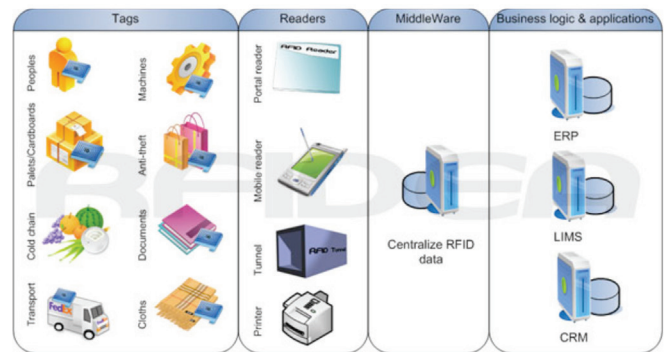 Tags
Readers
MiddleWare
Business logic & applications
Peoples
Machines
Palets/Cardboards
Anti-theft
Cold chain
Documents
Transport
FedEx
Cloths
RFID Reader
Portal reader
Mobile reader
RFID Tunnel
Tunnel
Printer
Centralize RFID
data
ERP
LIMS
CRM